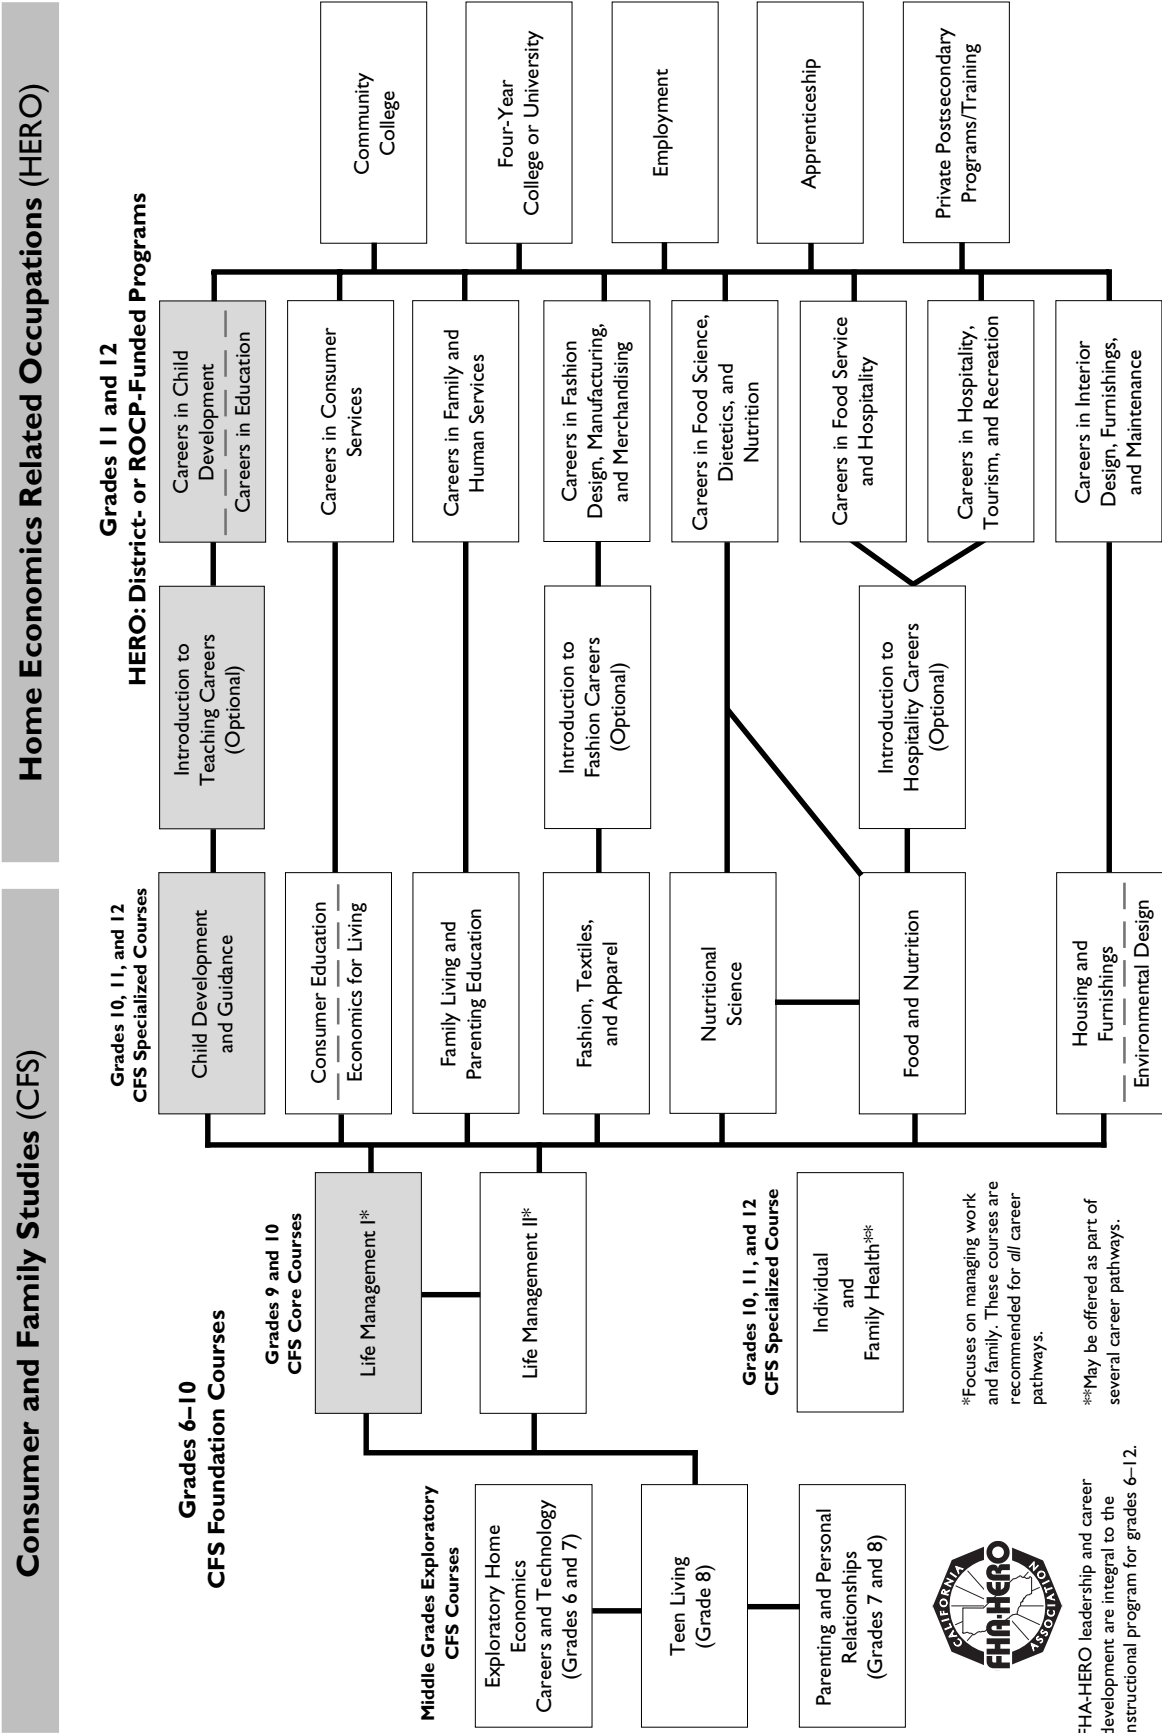 Consumer and Family Studies (CFS)
Home Economics Related Occupations (HERO)
Grades 6–10
CFS Foundation Courses
Middle Grades Exploratory
CFS Courses
Exploratory Home
Economics
Careers and Technology
(Grades 6 and 7)
Teen Living
(Grade 8)
Parenting and Personal
Relationships
(Grades 7 and 8)
Grades 9 and 10
CFS Core Courses
Life Management I*
Life Management II*
Grades 10, 11, and 12
CFS Specialized Course
Individual
and
Family Health**
*Focuses on managing work
and family. These courses are
recommended for all career
pathways.
**May be offered as part of
several career pathways.
CALIFORNIA
FHA-HERO
ASSOCIATION
FHA-HERO leadership and career
development are integral to the
instructional program for grades 6–12.
Grades 10, 11, and 12
CFS Specialized Courses
Child Development
and Guidance
Consumer Education
Economics for Living
Family Living and
Parenting Education
Fashion, Textiles,
and Apparel
Nutritional
Science
Food and Nutrition
Housing and
Furnishings
Environmental Design
Grades 11 and 12
HERO: District- or ROCP-Funded Programs
Introduction to
Teaching Careers
(Optional)
Introduction to
Fashion Careers
(Optional)
Introduction to
Hospitality Careers
(Optional)
Careers in Child
Development
Careers in Education
Careers in Consumer
Services
Careers in Family and
Human Services
Careers in Fashion
Design, Manufacturing,
and Merchandising
Careers in Food Science,
Dietetics, and
Nutrition
Careers in Food Service
and Hospitality
Careers in Hospitality,
Tourism, and Recreation
Careers in Interior
Design, Furnishings,
and Maintenance
Community
College
Four-Year
College or University
Employment
Apprenticeship
Private Postsecondary
Programs/Training